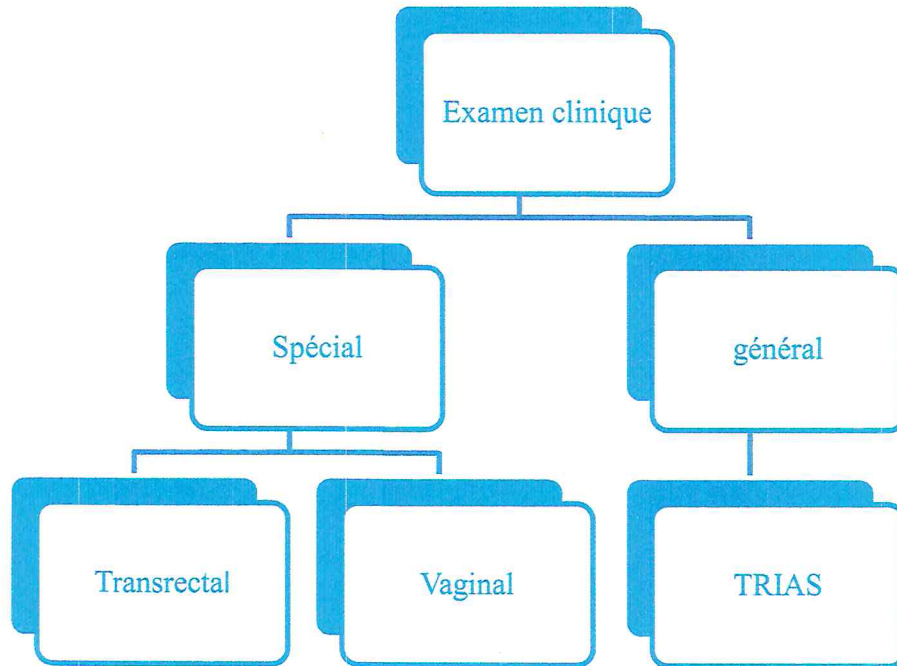 Examen clinique
Spécial
général
Transrectal
Vaginal
TRIAS